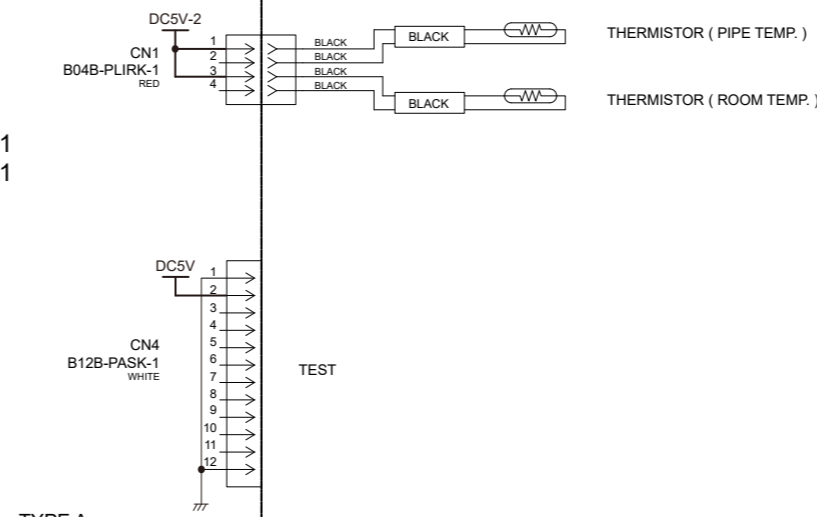 DC5V-2
CN1
B04B-PLIRK-1
RED
1
2
3
4
BLACK
BLACK
BLACK
BLACK
BLACK
THERMISTOR ( PIPE TEMP. )
BLACK
THERMISTOR ( ROOM TEMP. )
1
1
DC5V
CN4
B12B-PASK-1
WHITE
1
2
3
4
5
6
7
8
9
10
11
12
TEST
TYPE A